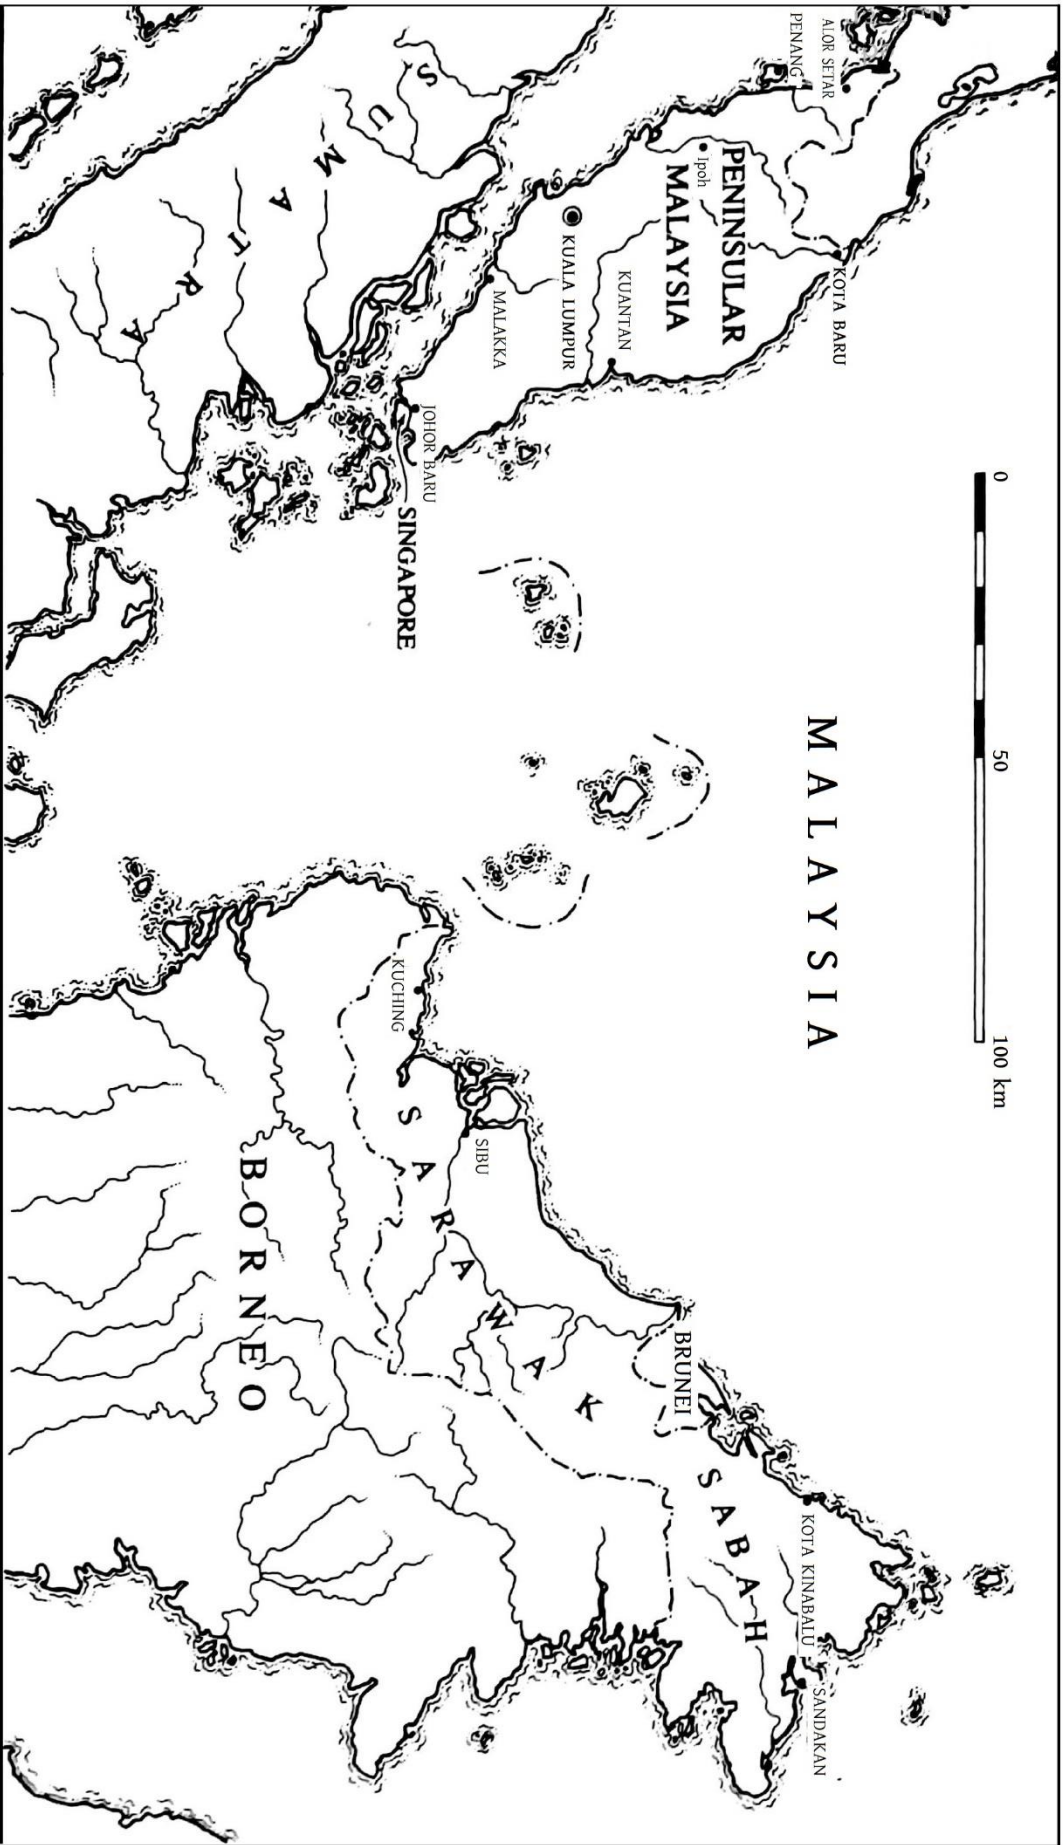 MALAYSIA
0 50 100 km
ALOR SETAR
PENANG
KOTA BARU
PENINSULAR
MALAYSIA
Ipoh
KUANTAN
KUALA LUMPUR
MALAKKA
JOHOR BARU
SINGAPORE
SUMATRA
KUCHING
SIBU
SARAWAK
BRUNEI
SABAH
KOTA KINABALU
SANDAKAN
BORNEO